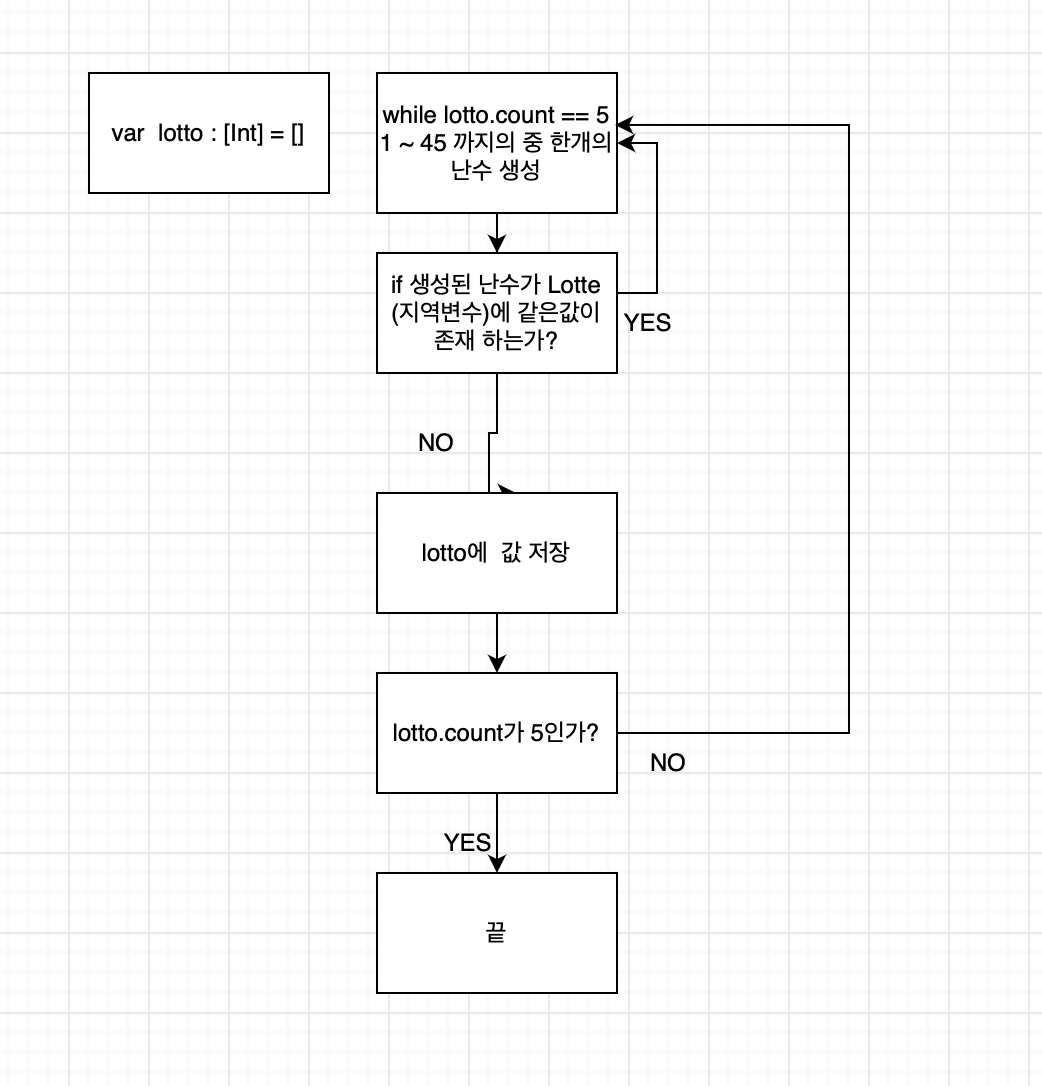 var  lotto : [Int] = []
while lotto.count == 5
1 ~ 45 까지의 중 한개의
난수 생성
if 생성된 난수가 Lotte
(지역변수)에 같은값이
존재 하는가?
YES
NO
lotto에  값 저장
lotto.count가 5인가?
NO
YES
끝